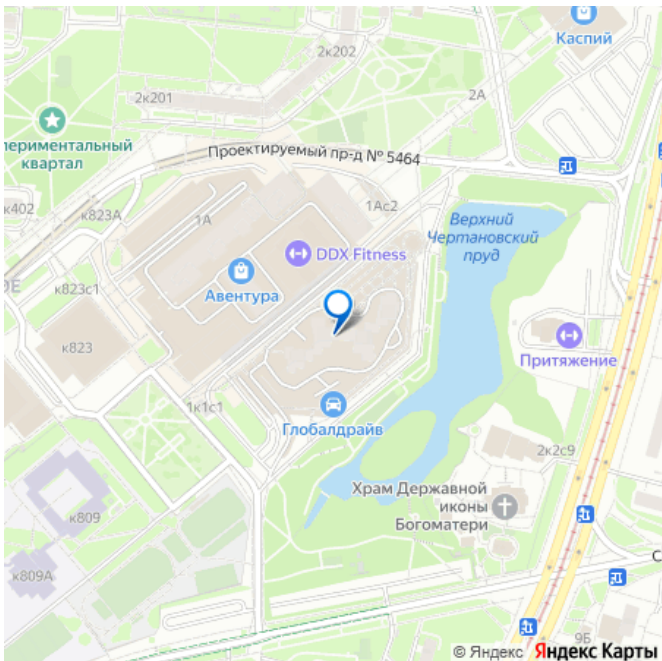 Каспий
2к202
2к201
2А
периментальный
квартал
Проектируемый пр-д № 5464
к402
к823А
1А
1Ас2
Верхний
Чертановский
пруд
DDX Fitness
Авентура
к823с1
к823
Притяжение
1к1с1
Глобалдрайв
2к2с9
Храм Державной
иконы
Богоматери
к809
к809А
С
9Б
© Яндекс Яндекс Карты